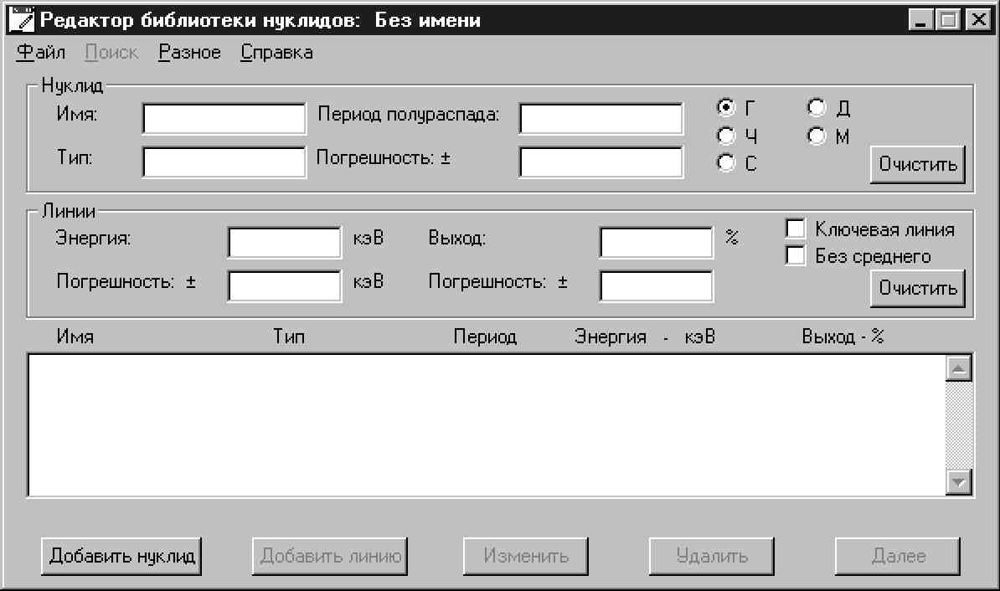 Редактор библиотеки нуклидов: Без имени
Файл Поиск Разное Справка
Нуклид
Имя: Период полураспада: Г Д
Ч М
Тип: Погрешность: ± С Очистить
Линии
Энергия: кэВ Выход: % Ключевая линия
Без среднего
Погрешность: ± кэВ Погрешность: ± Очистить
Имя Тип Период Энергия - кэВ Выход - %
Добавить нуклид Добавить линию Изменить Удалить Далее